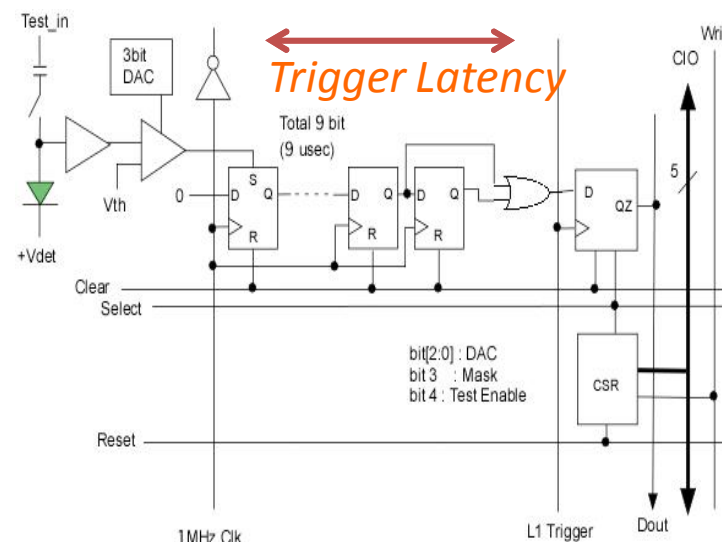 Test_in
Wri
3bit
DAC
CIO
Trigger Latency
Total 9 bit
(9 usec)
5
Vth
0
D
S
Q
R
D
Q
R
D
Q
R
D
QZ
+Vdet
Clear
Select
bit[2:0] : DAC
bit 3 : Mask
bit 4 : Test Enable
CSR
Reset
1MHz Clk
L1 Trigger
Dout